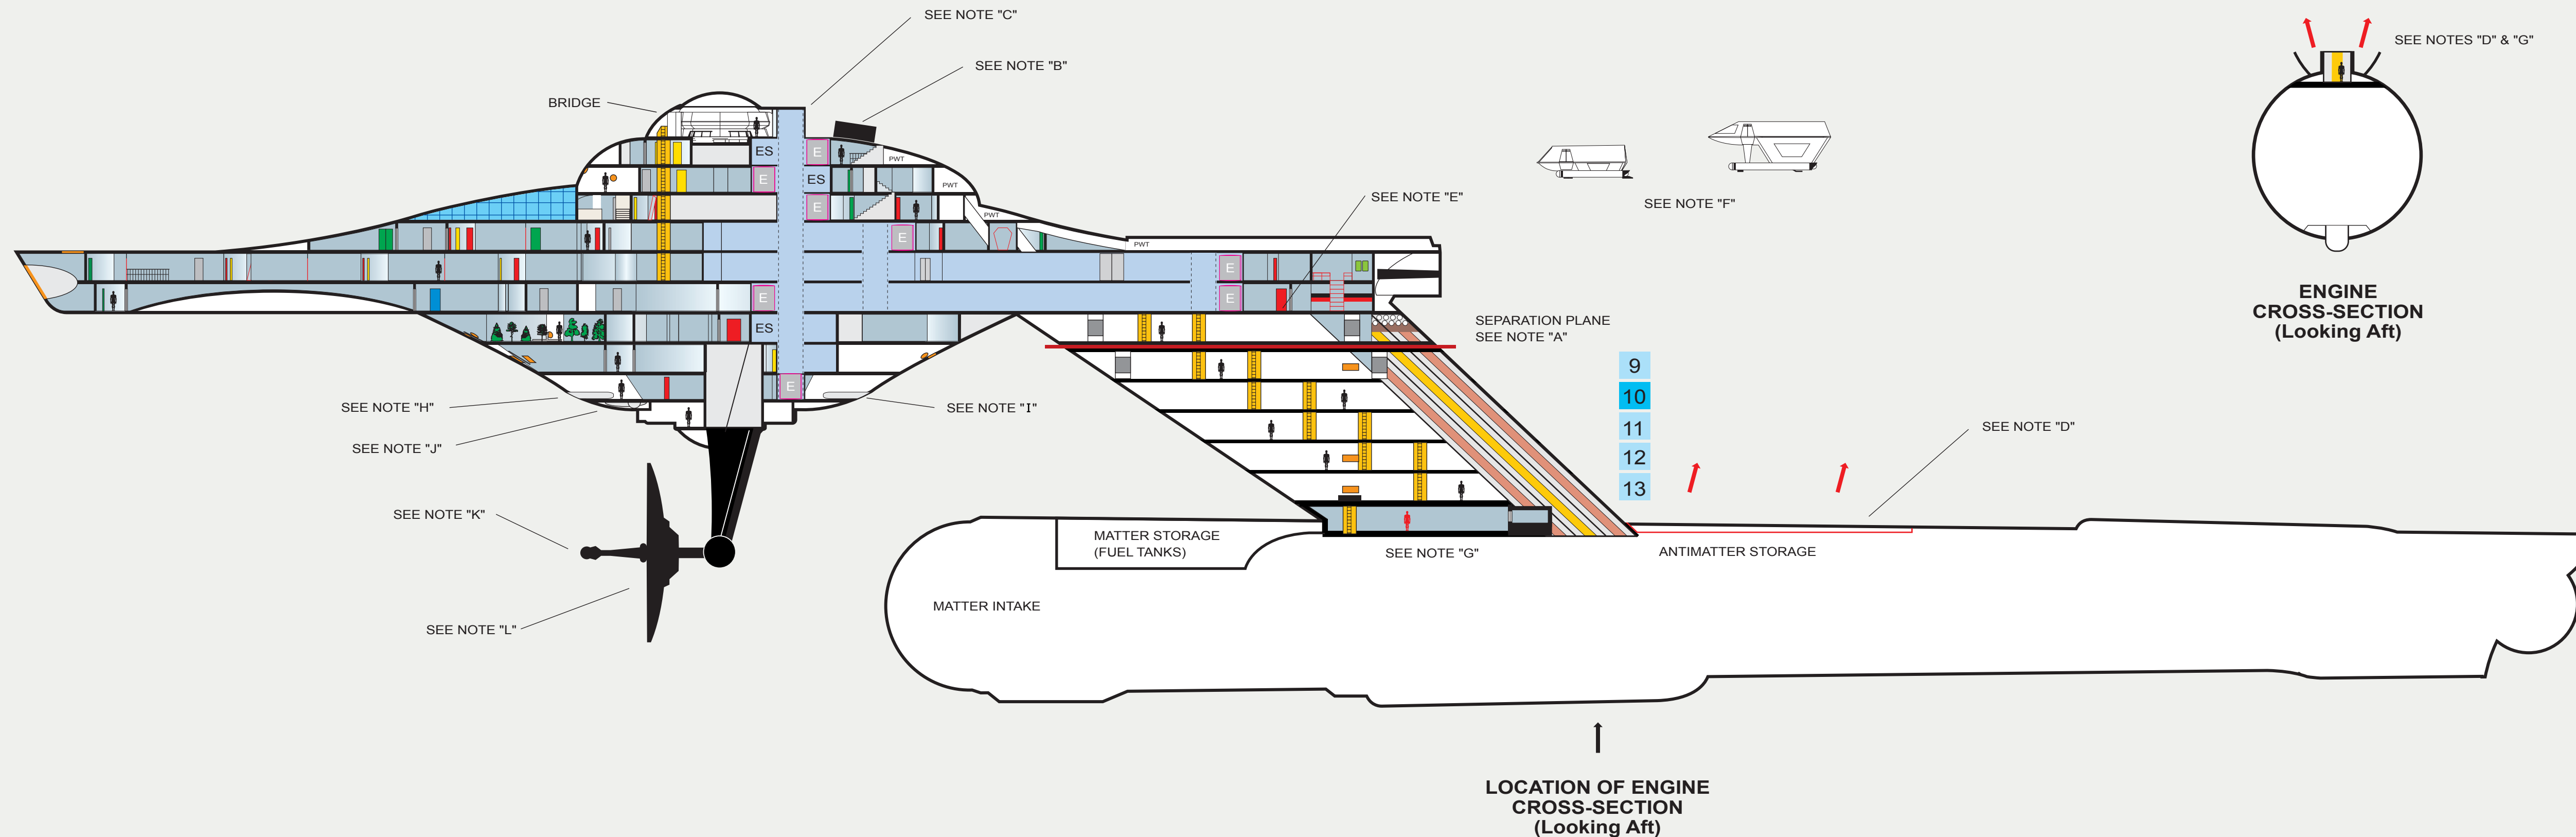 SEE NOTE "C"
SEE NOTE "B"
BRIDGE
SEE NOTES "D" & "G"
ES
E
PWT
E
ES
PWT
E
PWT
SEE NOTE "E"
SEE NOTE "F"
E
PWT
E
E
E
ES
E
SEPARATION PLANE
SEE NOTE "A"
ENGINE
CROSS-SECTION
(Looking Aft)
9
10
11
12
13
SEE NOTE "H"
SEE NOTE "I"
SEE NOTE "J"
SEE NOTE "D"
SEE NOTE "K"
MATTER STORAGE
(FUEL TANKS)
SEE NOTE "G"
ANTIMATTER STORAGE
MATTER INTAKE
SEE NOTE "L"
LOCATION OF ENGINE
CROSS-SECTION
(Looking Aft)